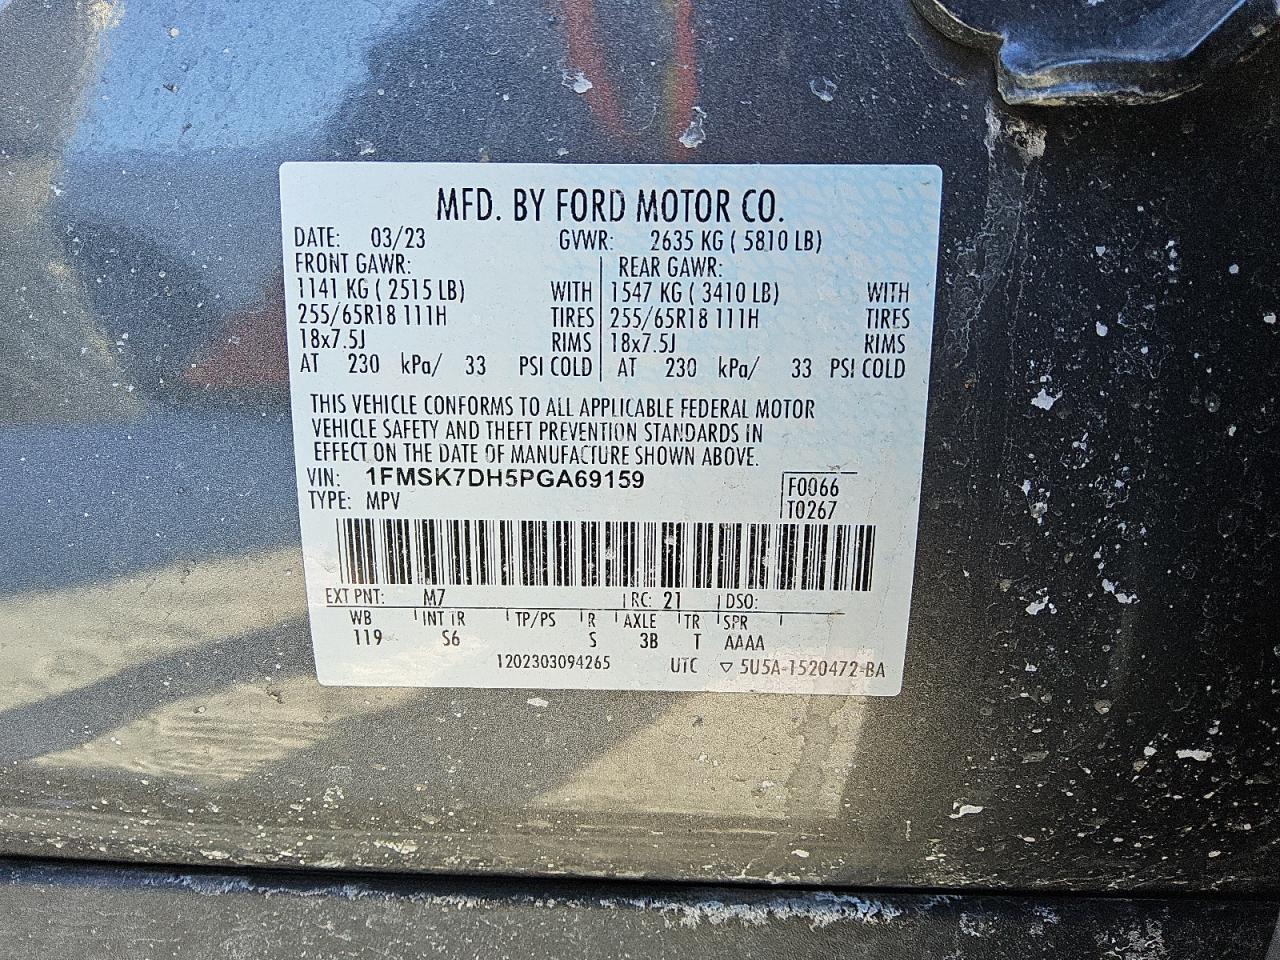 MFD. BY FORD MOTOR CO.
DATE: 03/23 GVWR: 2635 KG ( 5810 LB)
FRONT GAWR: REAR GAWR:
1141 KG ( 2515 LB) WITH 1547 KG ( 3410 LB) WITH
255/65R18 111H TIRES 255/65R18 111H TIRES
18x7.5J RIMS 18x7.5J RIMS
AT 230 kPa/ 33 PSI COLD AT 230 kPa/ 33 PSI COLD
THIS VEHICLE CONFORMS TO ALL APPLICABLE FEDERAL MOTOR
VEHICLE SAFETY AND THEFT PREVENTION STANDARDS IN
EFFECT ON THE DATE OF MANUFACTURE SHOWN ABOVE.
VIN: 1FMSK7DH5PGA69159 F0066
TYPE: MPV T0267
EXT PNT: M7 RC: 21 DSO:
WB INT TR TP/PS R AXLE TR SPR
119 S6 S 3B T AAAA
1202303094265 UTC ▽ 5U5A-1520472-BA